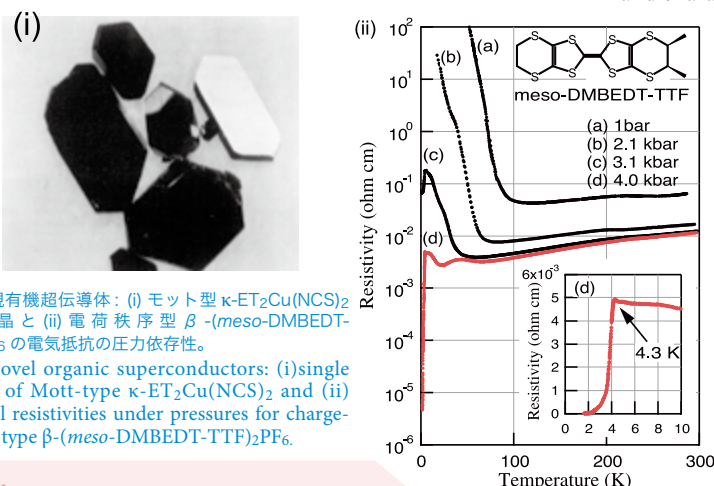 (i)
(ii)
10²
10¹
10⁰
10⁻¹
10⁻²
10⁻³
10⁻⁴
10⁻⁵
10⁻⁶
Resistivity (ohm cm)
0
100
200
300
Temperature (K)
(a)
(b)
(c)
(d)
S
S
S
S
S
S
S
S
meso-DMBEDT-TTF
(a) 1bar
(b) 2.1 kbar
(c) 3.1 kbar
(d) 4.0 kbar
6x10⁻³
5
4
3
2
1
0
Resistivity (ohm cm)
(d)
4.3 K
0 2 4 6 8 10
現有機超伝導体: (i) モット型 κ-ET₂Cu(NCS)₂
晶 と (ii) 電 荷 秩 序 型 β -(meso-DMBEDT-
₆ の電気抵抗の圧力依存性。
ovel organic superconductors: (i)single
of Mott-type κ-ET₂Cu(NCS)₂ and (ii)
l resistivities under pressures for charge-
type β-(meso-DMBEDT-TTF)₂PF₆.